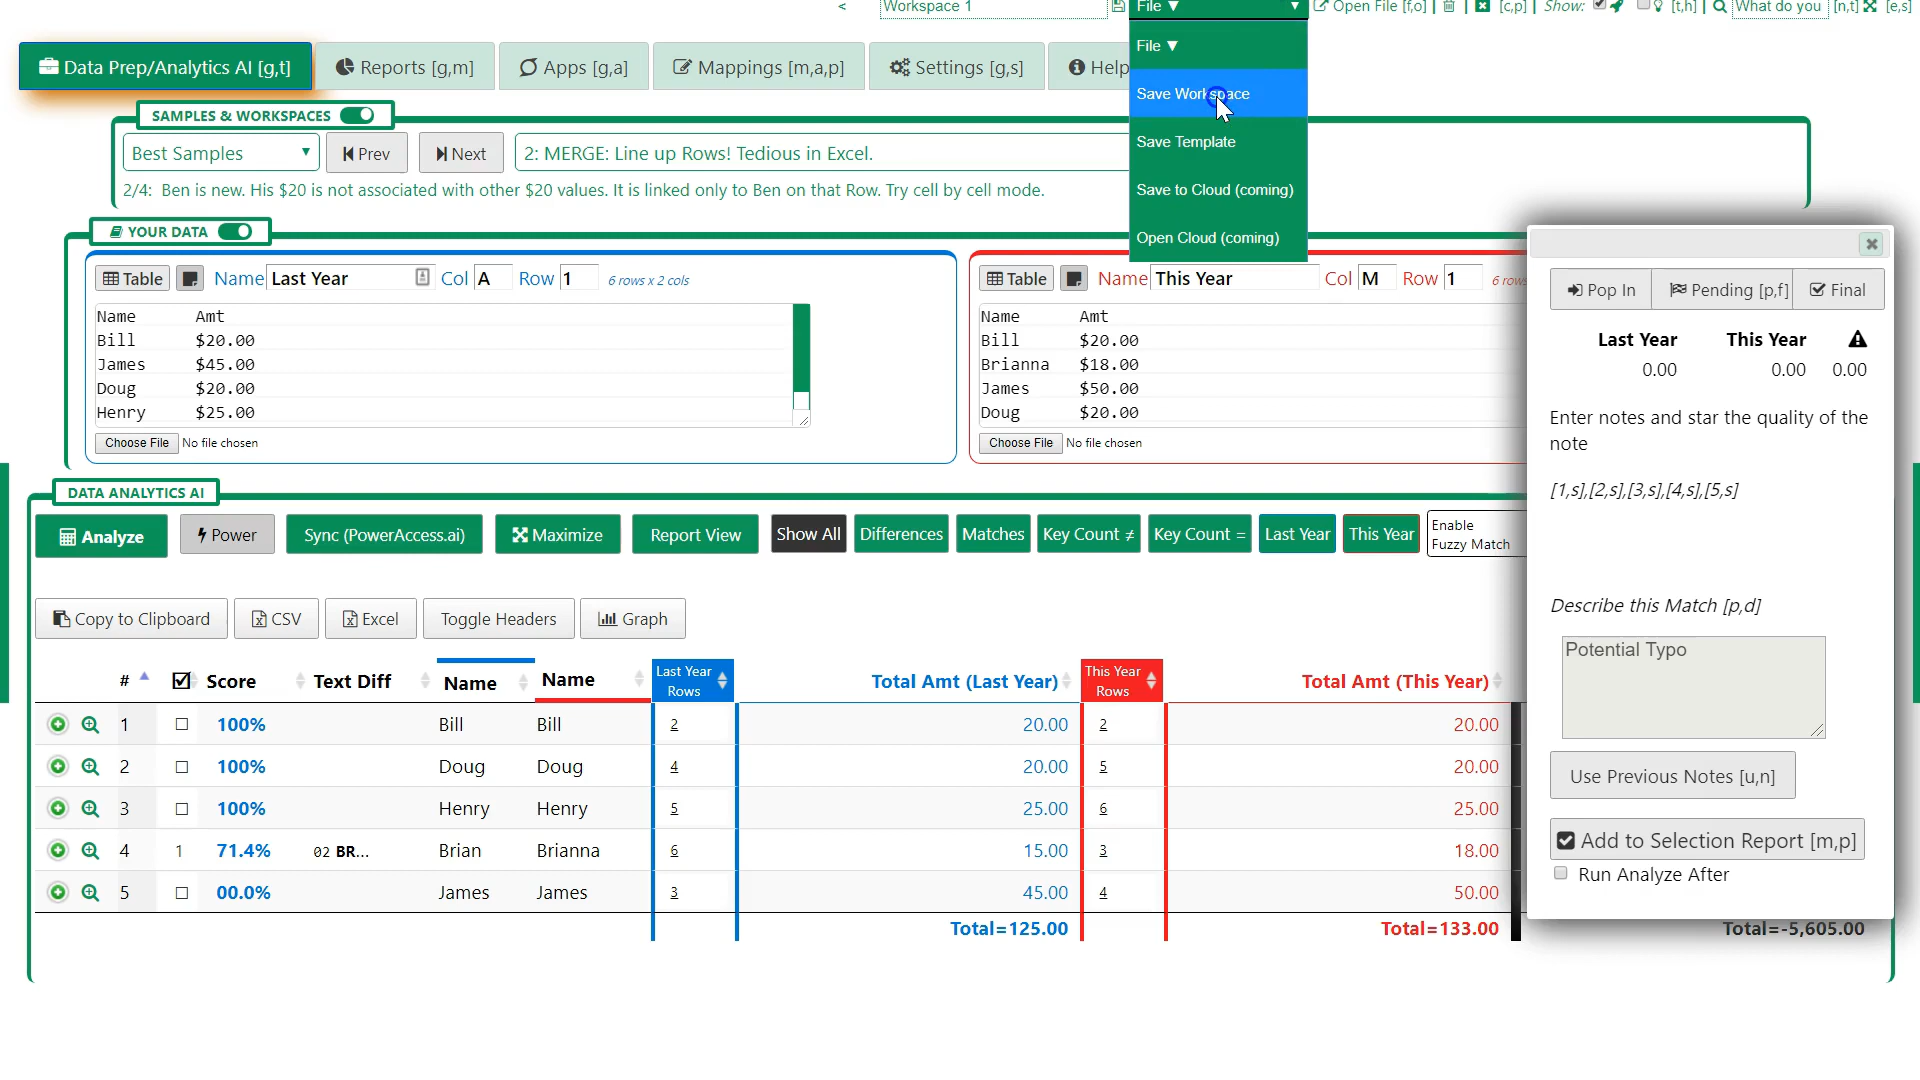 <
Workspace 1
File ▼
▼
Open File [f,o] | | [c,p] | Show: [t,h] | What do you [n,t] [e,s]
File ▼
Save Workspace
Save Template
Save to Cloud (coming)
Open Cloud (coming)
Data Prep/Analytics AI [g,t]
Reports [g,m]
Apps [g,a]
Mappings [m,a,p]
Settings [g,s]
Help
SAMPLES & WORKSPACES
Best Samples
Prev
Next
2: MERGE: Line up Rows! Tedious in Excel.
2/4: Ben is new. His $20 is not associated with other $20 values. It is linked only to Ben on that Row. Try cell by cell mode.
YOUR DATA
Table Name Last Year Col A Row 1 6 rows x 2 cols
Name Amt
Bill $20.00
James $45.00
Doug $20.00
Henry $25.00
Choose File No file chosen
Table Name This Year Col M Row 1 6 rows
Name Amt
Bill $20.00
Brianna $18.00
James $50.00
Doug $20.00
Choose File No file chosen
DATA ANALYTICS AI
Analyze
Power
Sync (PowerAccess.ai)
Maximize
Report View
Show All
Differences
Matches
Key Count ≠
Key Count =
Last Year
This Year
Enable
Fuzzy Match
Copy to Clipboard
CSV
Excel
Toggle Headers
Graph
# Score Text Diff Name Name Last Year Rows Total Amt (Last Year) This Year Rows Total Amt (This Year)
1 100% Bill Bill 2 20.00 2 20.00
2 100% Doug Doug 4 20.00 5 20.00
3 100% Henry Henry 5 25.00 6 25.00
4 1 71.4% 02 BR... Brian Brianna 6 15.00 3 18.00
5 00.0% James James 3 45.00 4 50.00
Total=125.00 Total=133.00 Total=-5,605.00
Pop In
Pending [p,f]
Final
Last Year This Year
0.00 0.00 0.00
Enter notes and star the quality of the
note
[1,s],[2,s],[3,s],[4,s],[5,s]
Describe this Match [p,d]
Potential Typo
Use Previous Notes [u,n]
Add to Selection Report [m,p]
Run Analyze After